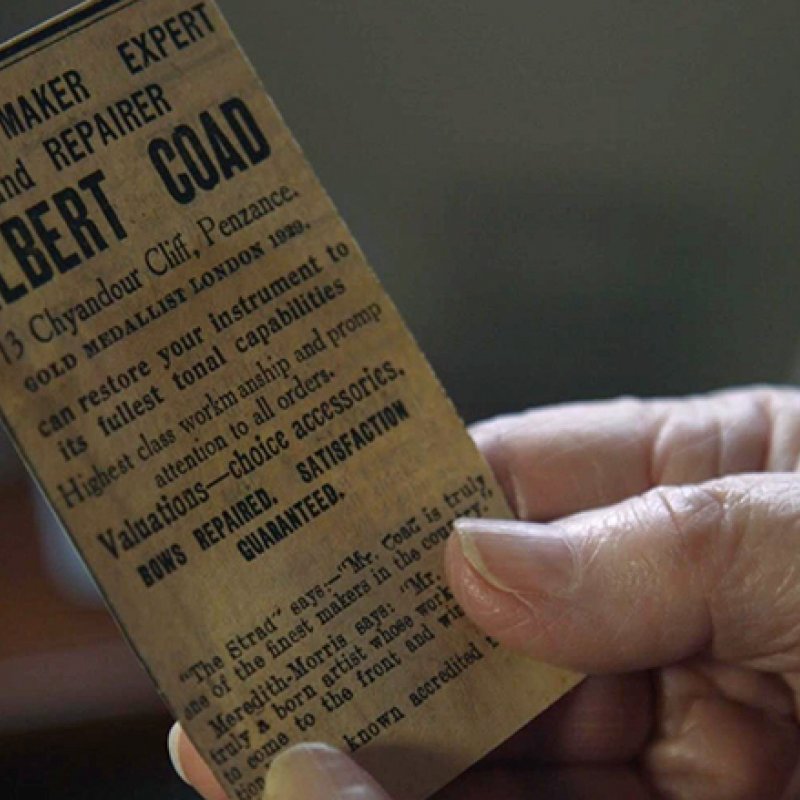 MAKER EXPERT
and REPAIRER
LBERT COAD
13 Chyandour Cliff, Penzance.
GOLD MEDALLIST LONDON 1929.
can restore your instrument to
its fullest tonal capabilities
Highest class workmanship and promp
attention to all orders.
Valuations—choice accessories.
BOWS REPAIRED. SATISFACTION
GUARANTEED.
"The Strad" says:—"Mr. Coad is truly
one of the finest makers in the country."
Meredith-Morris says: "Mr.
truly a born artist whose work
to come to the front and win
known accredited